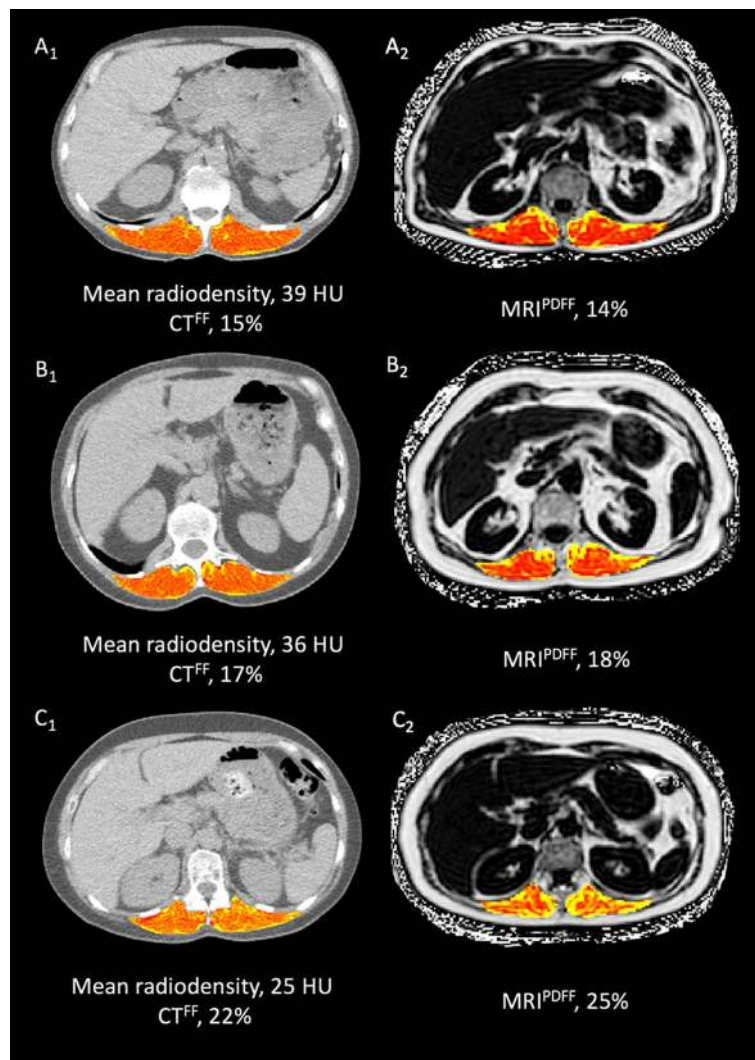 A₁
A₂
Mean radiodensity, 39 HU
CTᶠᶠ, 15%
MRIᴾᴰᶠᶠ, 14%
B₁
B₂
Mean radiodensity, 36 HU
CTᶠᶠ, 17%
MRIᴾᴰᶠᶠ, 18%
C₁
C₂
Mean radiodensity, 25 HU
CTᶠᶠ, 22%
MRIᴾᴰᶠᶠ, 25%